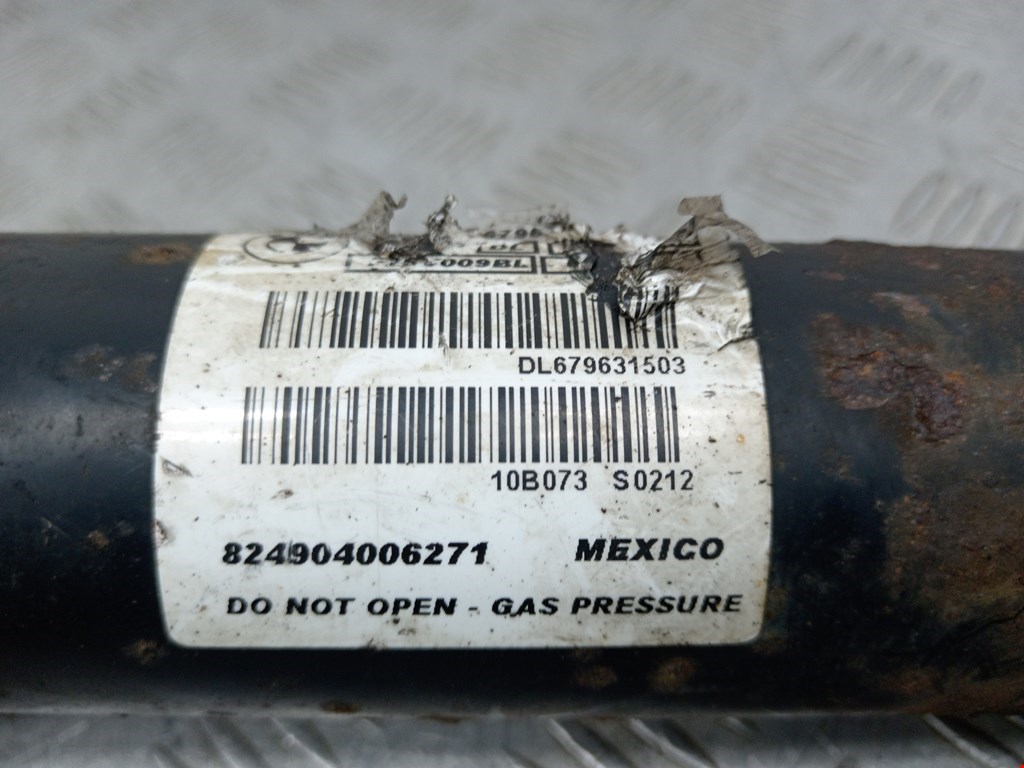 DL679631503
10B073 S0212
824904006271 MEXICO
DO NOT OPEN - GAS PRESSURE